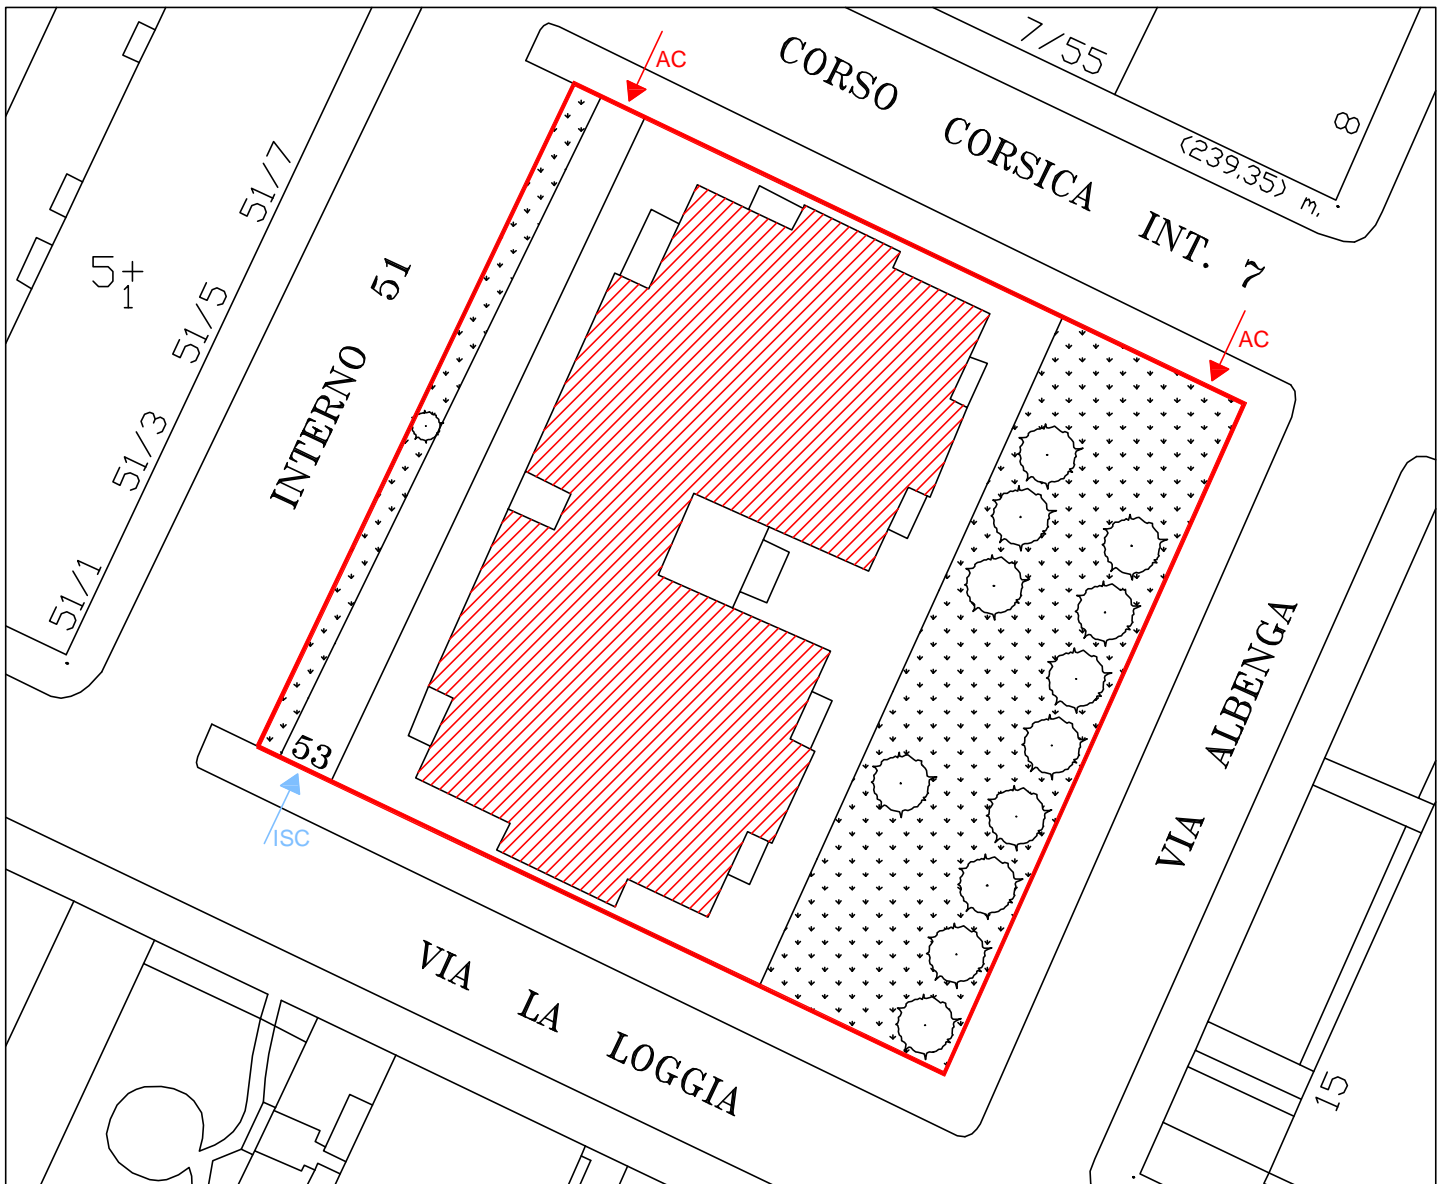 7/55
AC
CORSO CORSICA INT. 7
8
(239.35) m.
51/7
51/5
51/3
51/1
5+
1
INTERNO 51
AC
53
ISC
VIA ALBENGA
VIA LA LOGGIA
15